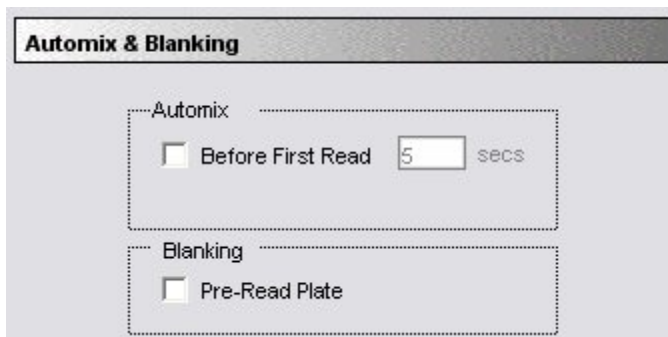 Automix & Blanking
Automix
Before First Read 5 secs
Blanking
Pre-Read Plate